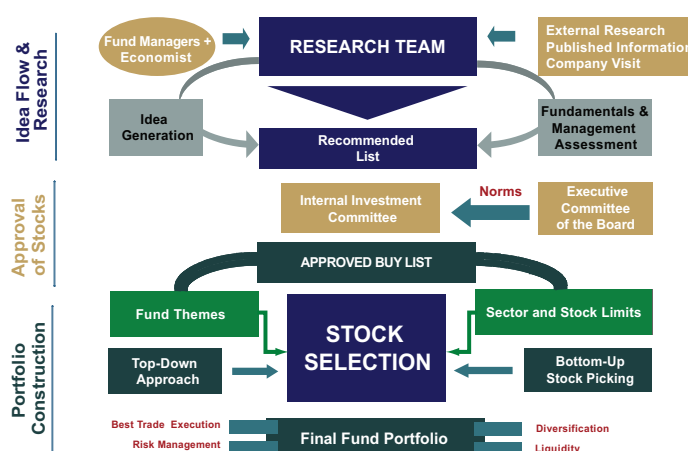 Idea Flow &
Research
Fund Managers +
Economist
RESEARCH TEAM
External Research
Published Information
Company Visit
Idea
Generation
Recommended
List
Fundamentals &
Management
Assessment
Approval
of Stocks
Internal Investment
Committee
Norms
Executive
Committee
of the Board
APPROVED BUY LIST
Portfolio
Construction
Fund Themes
STOCK
SELECTION
Sector and Stock Limits
Top-Down
Approach
Bottom-Up
Stock Picking
Best Trade Execution
Risk Management
Final Fund Portfolio
Diversification
Liquidity